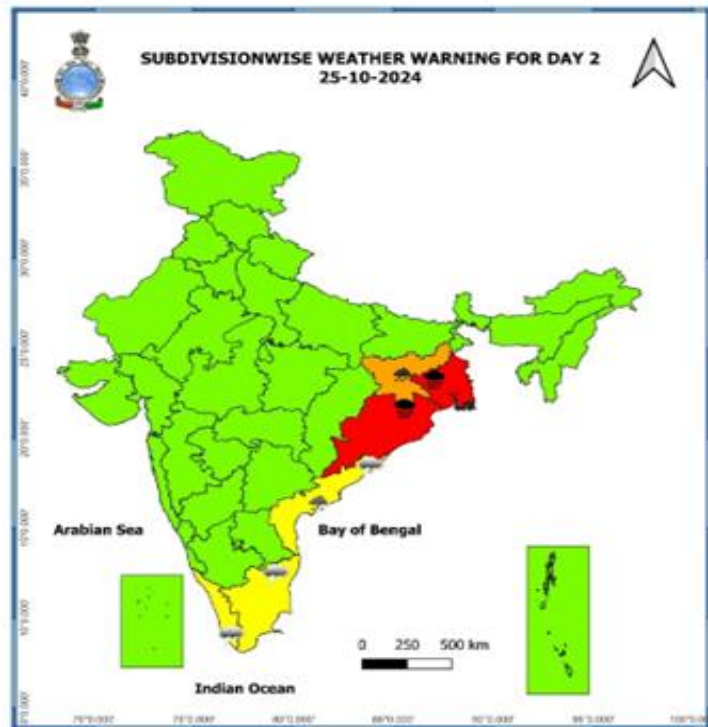 SUBDIVISIONWISE WEATHER WARNING FOR DAY 2
25-10-2024
Arabian Sea
Bay of Bengal
0 250 500 km
Indian Ocean